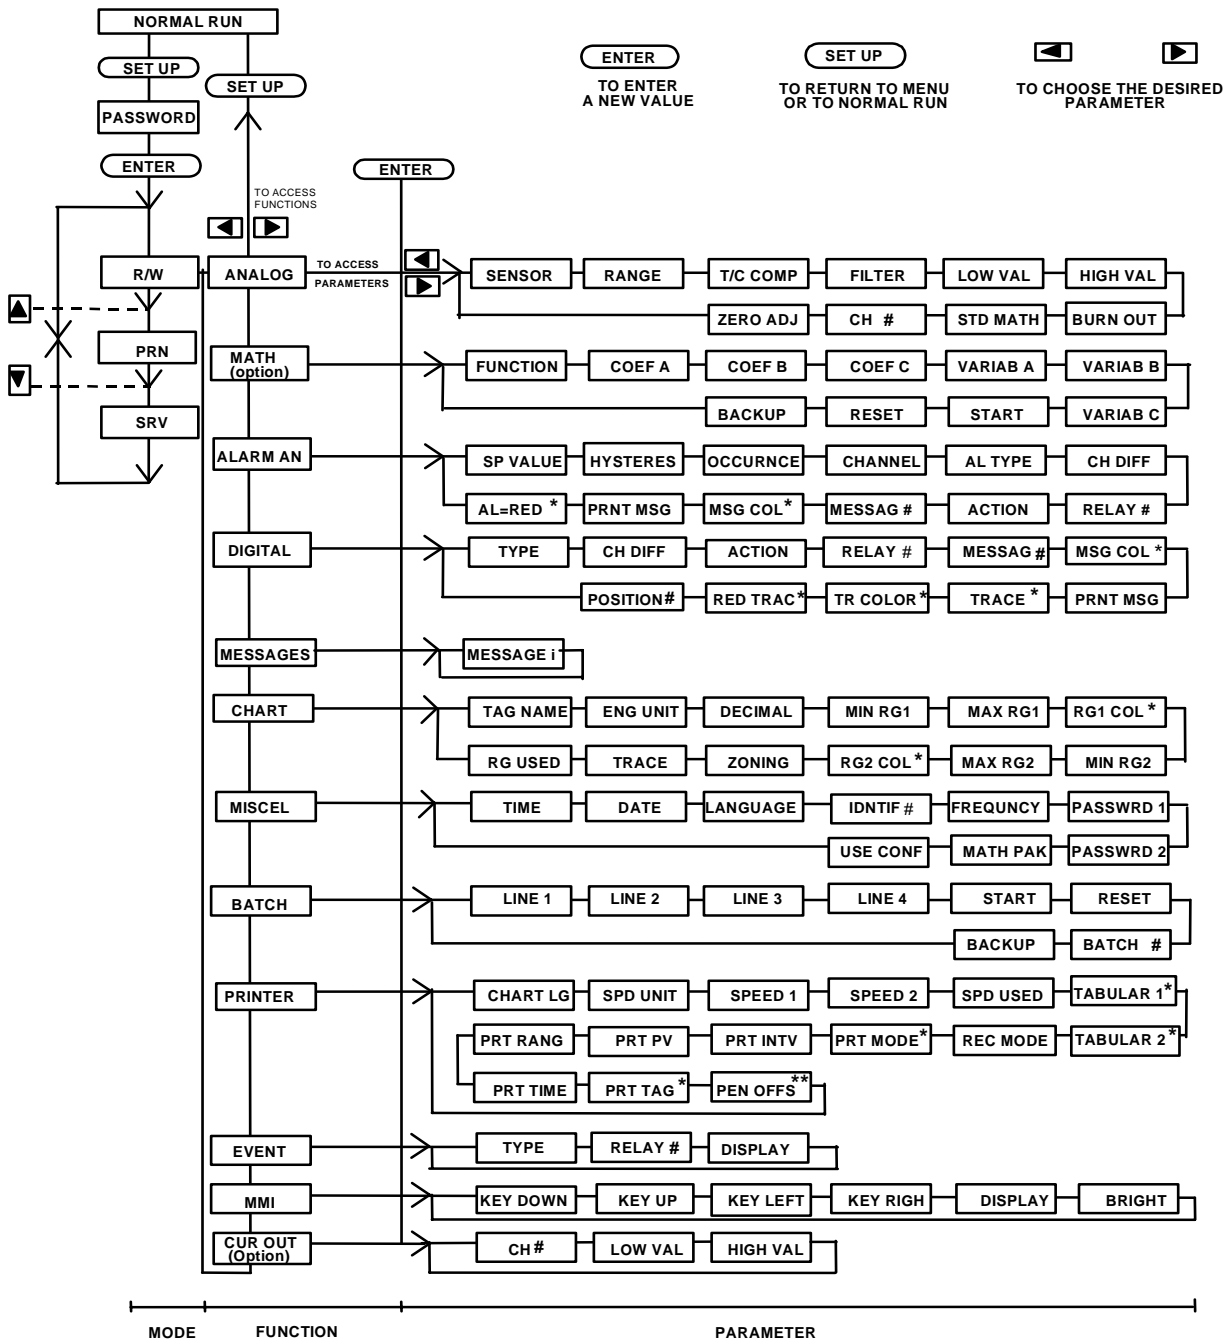 NORMAL RUN
SET UP
SET UP
PASSWORD
ENTER
ENTER
TO ENTER
A NEW VALUE
SET UP
TO RETURN TO MENU
OR TO NORMAL RUN
TO CHOOSE THE DESIRED
PARAMETER
ENTER
TO ACCESS
FUNCTIONS
R/W
PRN
SRV
ANALOG
TO ACCESS
PARAMETERS
SENSOR RANGE T/C COMP FILTER LOW VAL HIGH VAL
ZERO ADJ CH # STD MATH BURN OUT
MATH
(option)
FUNCTION COEF A COEF B COEF C VARIAB A VARIAB B
BACKUP RESET START VARIAB C
ALARM AN
SP VALUE HYSTERES OCCURNCE CHANNEL AL TYPE CH DIFF
AL=RED * PRNT MSG MSG COL * MESSAG # ACTION RELAY #
DIGITAL
TYPE CH DIFF ACTION RELAY # MESSAG # MSG COL *
POSITION # RED TRAC * TR COLOR * TRACE * PRNT MSG
MESSAGES
MESSAGE i
CHART
TAG NAME ENG UNIT DECIMAL MIN RG1 MAX RG1 RG1 COL *
RG USED TRACE ZONING RG2 COL * MAX RG2 MIN RG2
MISCEL
TIME DATE LANGUAGE IDNTIF # FREQUNCY PASSWRD 1
USE CONF MATH PAK PASSWRD 2
BATCH
LINE 1 LINE 2 LINE 3 LINE 4 START RESET
BACKUP BATCH #
PRINTER
CHART LG SPD UNIT SPEED 1 SPEED 2 SPD USED TABULAR 1*
PRT RANG PRT PV PRT INTV PRT MODE* REC MODE TABULAR 2*
PRT TIME PRT TAG * PEN OFFS **
EVENT
TYPE RELAY # DISPLAY
MMI
KEY DOWN KEY UP KEY LEFT KEY RIGH DISPLAY BRIGHT
CUR OUT
(Option)
CH # LOW VAL HIGH VAL
MODE FUNCTION PARAMETER